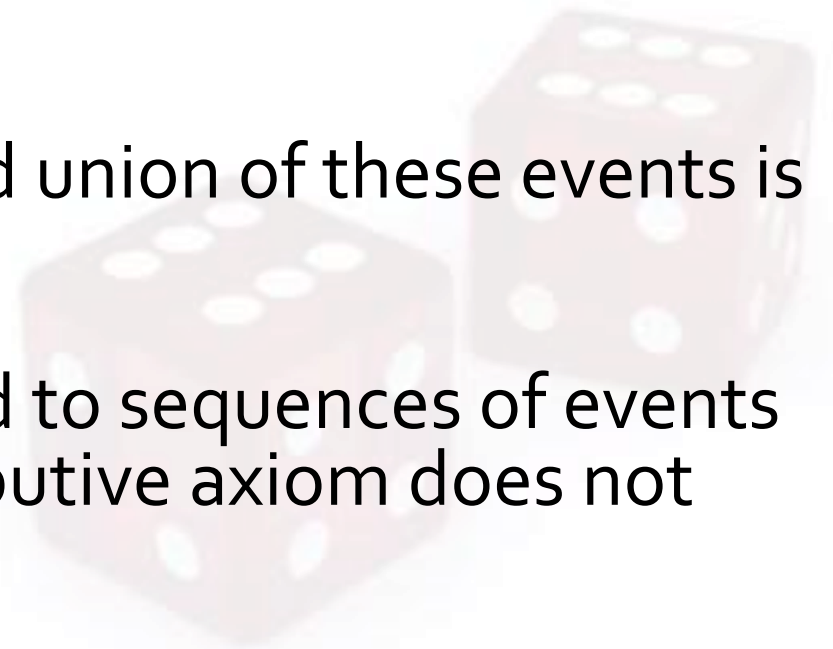 d union of these events is
d to sequences of events
butive axiom does not